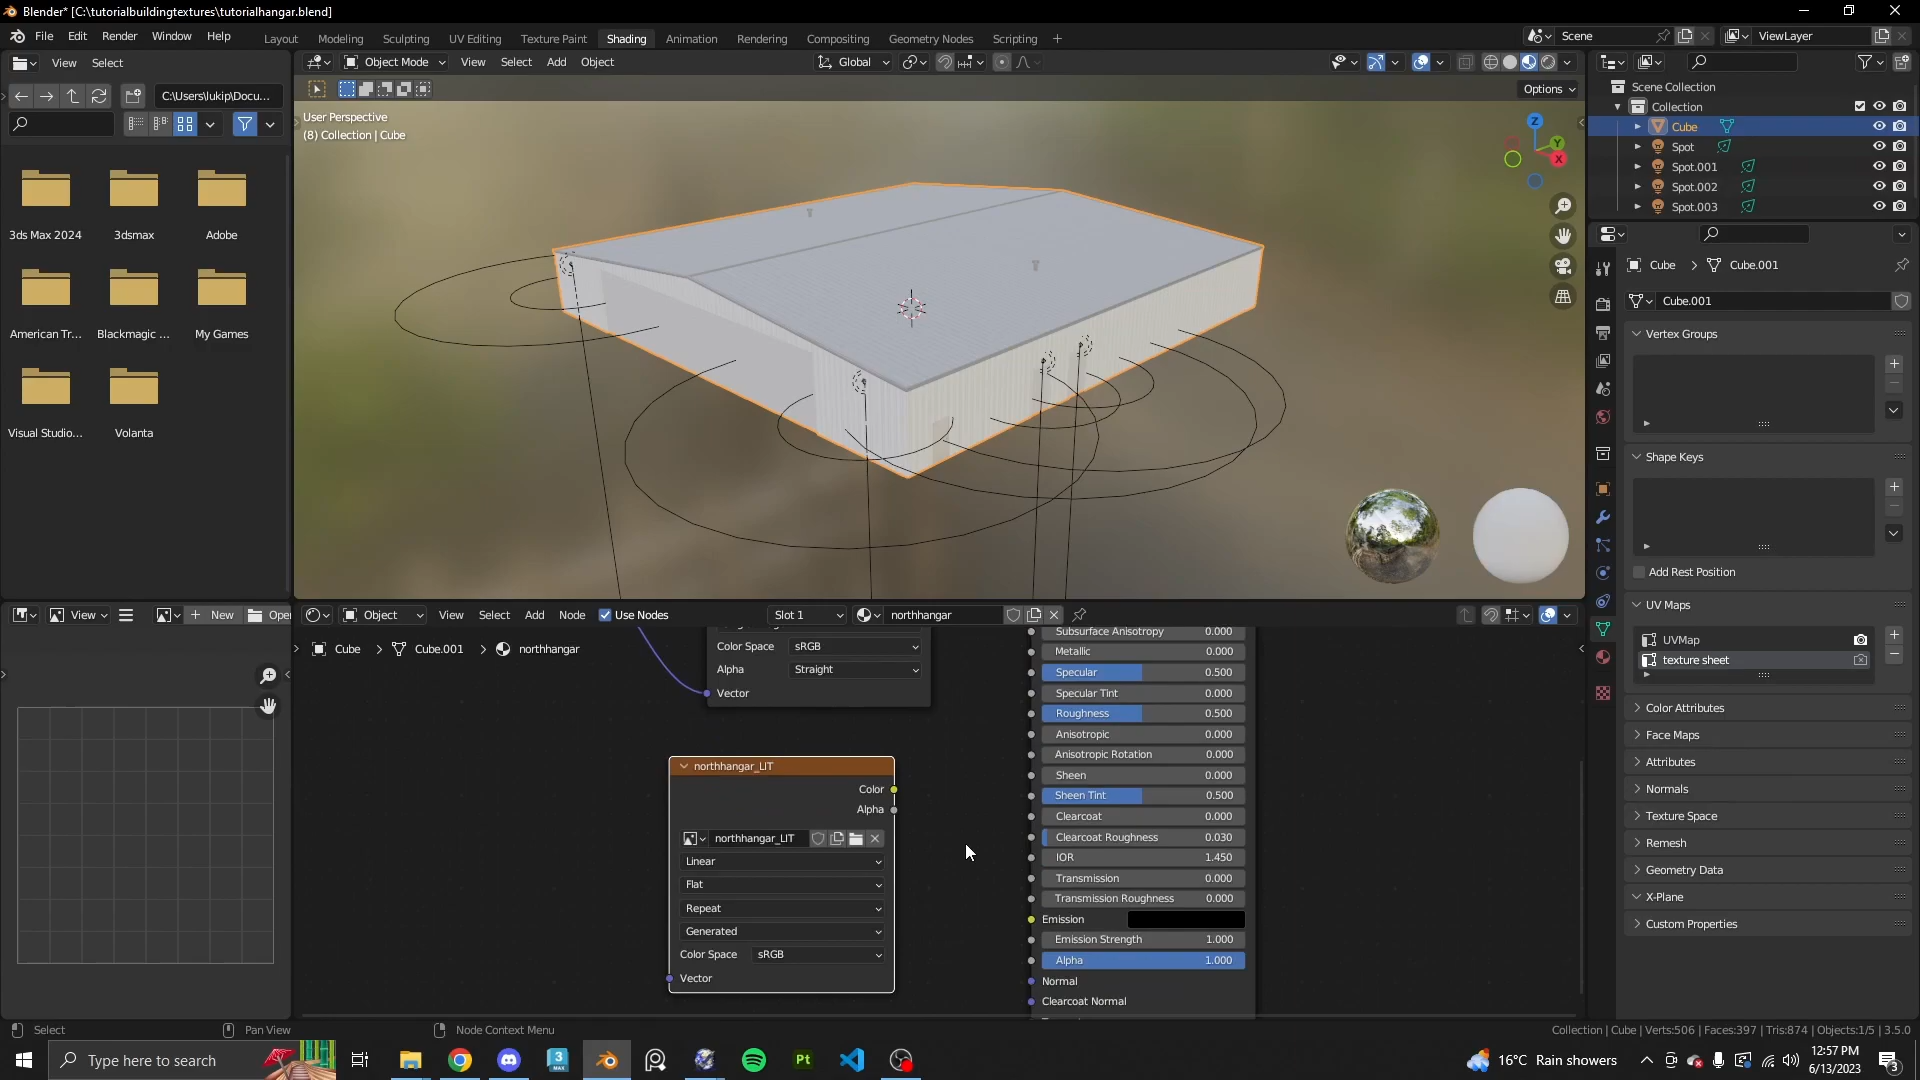 Blender* [C:\tutorialbuildingtextures\tutorialhangar.blend]
File Edit Render Window Help
Layout Modeling Sculpting UV Editing Texture Paint Shading Animation Rendering Compositing Geometry Nodes Scripting +
Scene
ViewLayer
View Select
Object Mode View Select Add Object
Global
C:\Users\lukip\Docu...
Options
User Perspective
(8) Collection | Cube
Z
Y
X
3ds Max 2024 3dsmax Adobe
American Tr... Blackmagic ... My Games
Visual Studio... Volanta
Scene Collection
Collection
Cube
Spot
Spot.001
Spot.002
Spot.003
Cube > Cube.001
Cube.001
Vertex Groups
Shape Keys
Add Rest Position
UV Maps
UVMap
texture sheet
Color Attributes
Face Maps
Attributes
Normals
Texture Space
Remesh
Geometry Data
X-Plane
Custom Properties
View + New Open
Object View Select Add Node Use Nodes Slot 1 northhangar
Cube > Cube.001 > northhangar
Color Space sRGB
Alpha Straight
Vector
northhangar_LIT
Color
Alpha
northhangar_LIT
Linear
Flat
Repeat
Generated
Color Space sRGB
Vector
Subsurface Anisotropy 0.000
Metallic 0.000
Specular 0.500
Specular Tint 0.000
Roughness 0.500
Anisotropic 0.000
Anisotropic Rotation 0.000
Sheen 0.000
Sheen Tint 0.500
Clearcoat 0.000
Clearcoat Roughness 0.030
IOR 1.450
Transmission 0.000
Transmission Roughness 0.000
Emission
Emission Strength 1.000
Alpha 1.000
Normal
Clearcoat Normal
Select Pan View Node Context Menu
Collection | Cube | Verts:506 | Faces:397 | Tris:874 | Objects:1/5 | 3.5.0
Type here to search
3
MAX
Pt
16°C Rain showers
12:57 PM
6/13/2023
3